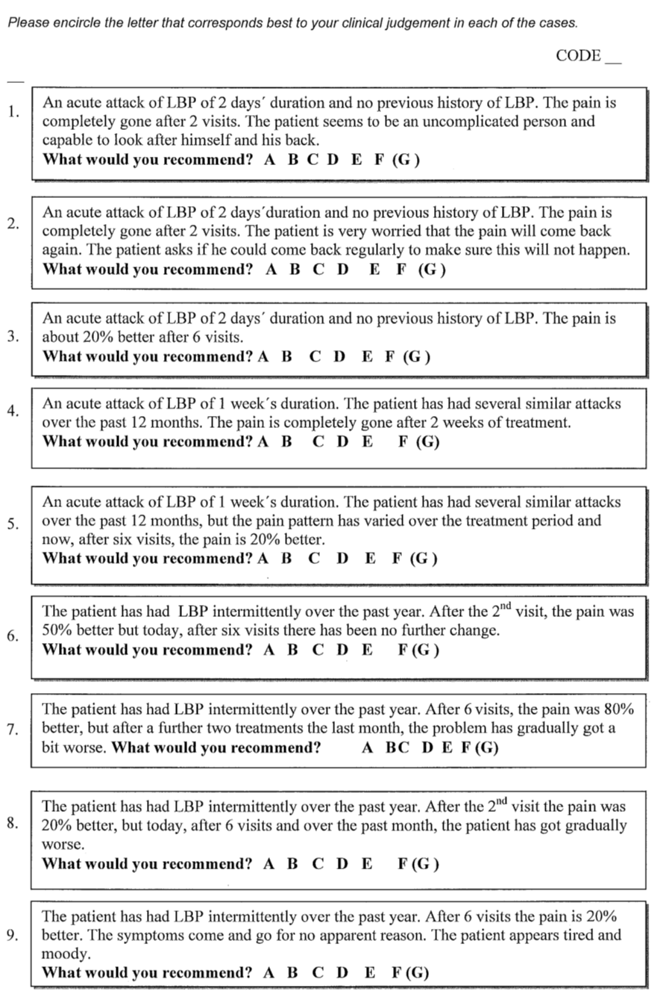 Please encircle the letter that corresponds best to your clinical judgement in each of the cases.
CODE __
__
1.
An acute attack of LBP of 2 days´ duration and no previous history of LBP. The pain is
completely gone after 2 visits. The patient seems to be an uncomplicated person and
capable to look after himself and his back.
What would you recommend? A B C D E F (G )
2.
An acute attack of LBP of 2 days´duration and no previous history of LBP. The pain is
completely gone after 2 visits. The patient is very worried that the pain will come back
again. The patient asks if he could come back regularly to make sure this will not happen.
What would you recommend? A B C D E F (G )
3.
An acute attack of LBP of 2 days´ duration and no previous history of LBP. The pain is
about 20% better after 6 visits.
What would you recommend? A B C D E F (G )
4.
An acute attack of LBP of 1 week´s duration. The patient has had several similar attacks
over the past 12 months. The pain is completely gone after 2 weeks of treatment.
What would you recommend? A B C D E F (G)
5.
An acute attack of LBP of 1 week´s duration. The patient has had several similar attacks
over the past 12 months, but the pain pattern has varied over the treatment period and
now, after six visits, the pain is 20% better.
What would you recommend? A B C D E F (G )
6.
The patient has had LBP intermittently over the past year. After the 2nd visit, the pain was
50% better but today, after six visits there has been no further change.
What would you recommend? A B C D E F (G )
7.
The patient has had LBP intermittently over the past year. After 6 visits, the pain was 80%
better, but after a further two treatments the last month, the problem has gradually got a
bit worse. What would you recommend? A BC D E F (G)
8.
The patient has had LBP intermittently over the past year. After the 2nd visit the pain was
20% better, but today, after 6 visits and over the past month, the patient has got gradually
worse.
What would you recommend? A B C D E F (G )
9.
The patient has had LBP intermittently over the past year. After 6 visits the pain is 20%
better. The symptoms come and go for no apparent reason. The patient appears tired and
moody.
What would you recommend? A B C D E F (G)